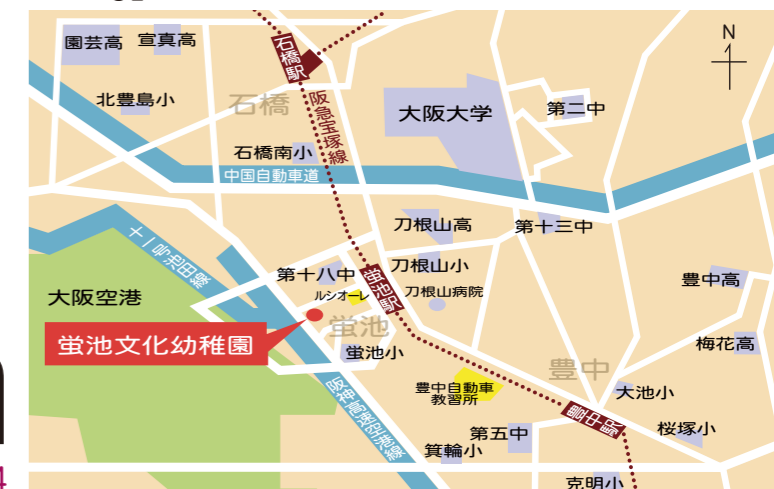 園芸高
宣真高
石橋駅
N
北豊島小
石橋
阪急宝塚線
大阪大学
第二中
石橋南小
中国自動車道
刀根山高
第十三中
十一号池田線
第十八中
刀根山小
蛍池駅
豊中高
大阪空港
ルシオーレ
刀根山病院
蛍池文化幼稚園
蛍池
蛍池小
梅花高
豊中
阪神高速空港線
豊中自動車
教習所
大池小
豊中駅
桜塚小
第五中
箕輪小
克明小
4